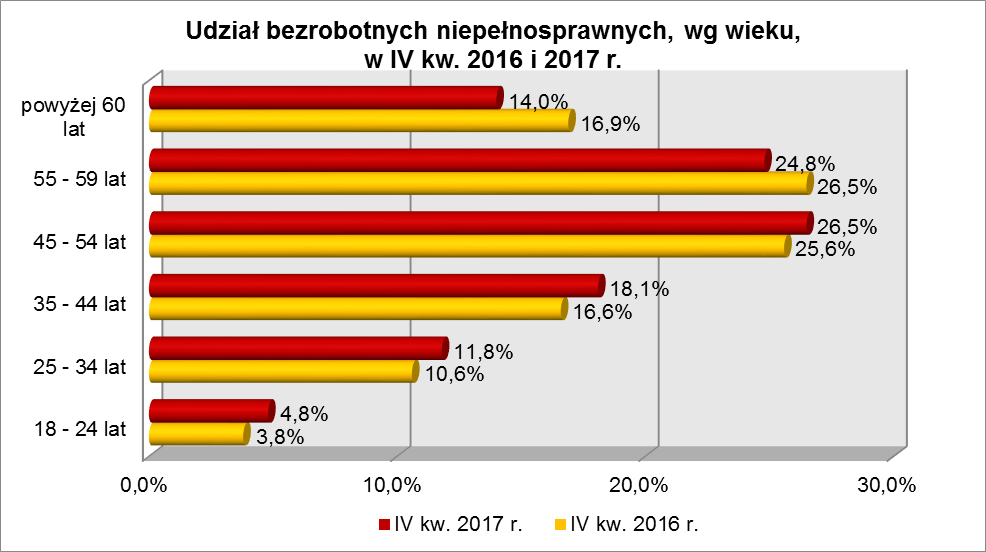 Udział bezrobotnych niepełnosprawnych, wg wieku,
w IV kw. 2016 i 2017 r.
powyżej 60
lat
14,0%
16,9%
55 - 59 lat
24,8%
26,5%
45 - 54 lat
26,5%
25,6%
35 - 44 lat
18,1%
16,6%
25 - 34 lat
11,8%
10,6%
18 - 24 lat
4,8%
3,8%
0,0% 10,0% 20,0% 30,0%
IV kw. 2017 r. IV kw. 2016 r.